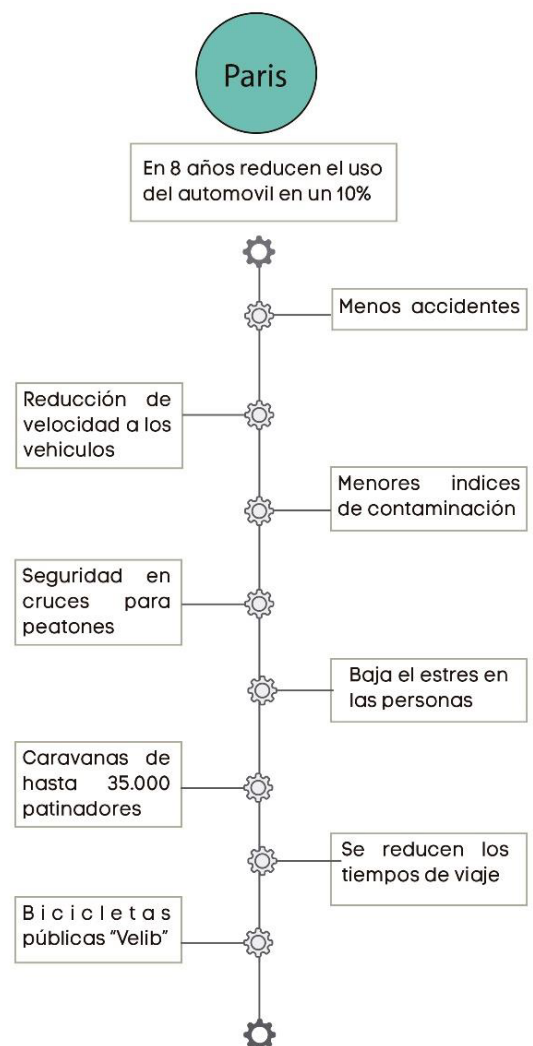 Paris
En 8 años reducen el uso
del automovil en un 10%
Menos accidentes
Reducción de
velocidad a los
vehiculos
Menores indices
de contaminación
Seguridad en
cruces para
peatones
Baja el estres en
las personas
Caravanas de
hasta 35.000
patinadores
Se reducen los
tiempos de viaje
Bicicletas
públicas "Velib"